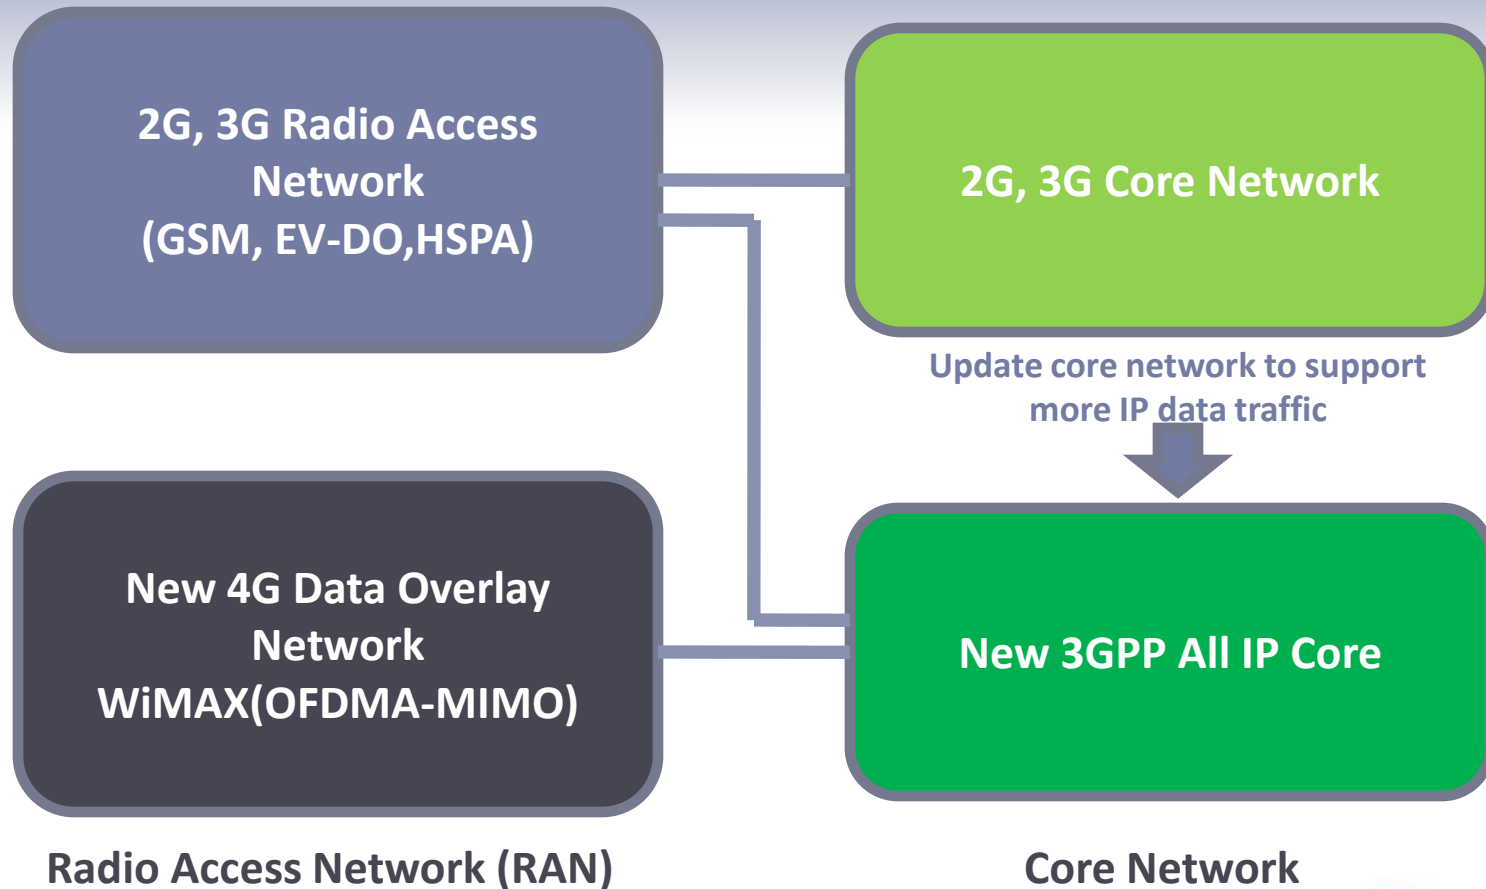 2G, 3G Radio Access
Network
(GSM, EV-DO,HSPA)
2G, 3G Core Network
Update core network to support
more IP data traffic
New 4G Data Overlay
Network
WiMAX(OFDMA-MIMO)
New 3GPP All IP Core
Radio Access Network (RAN)
Core Network